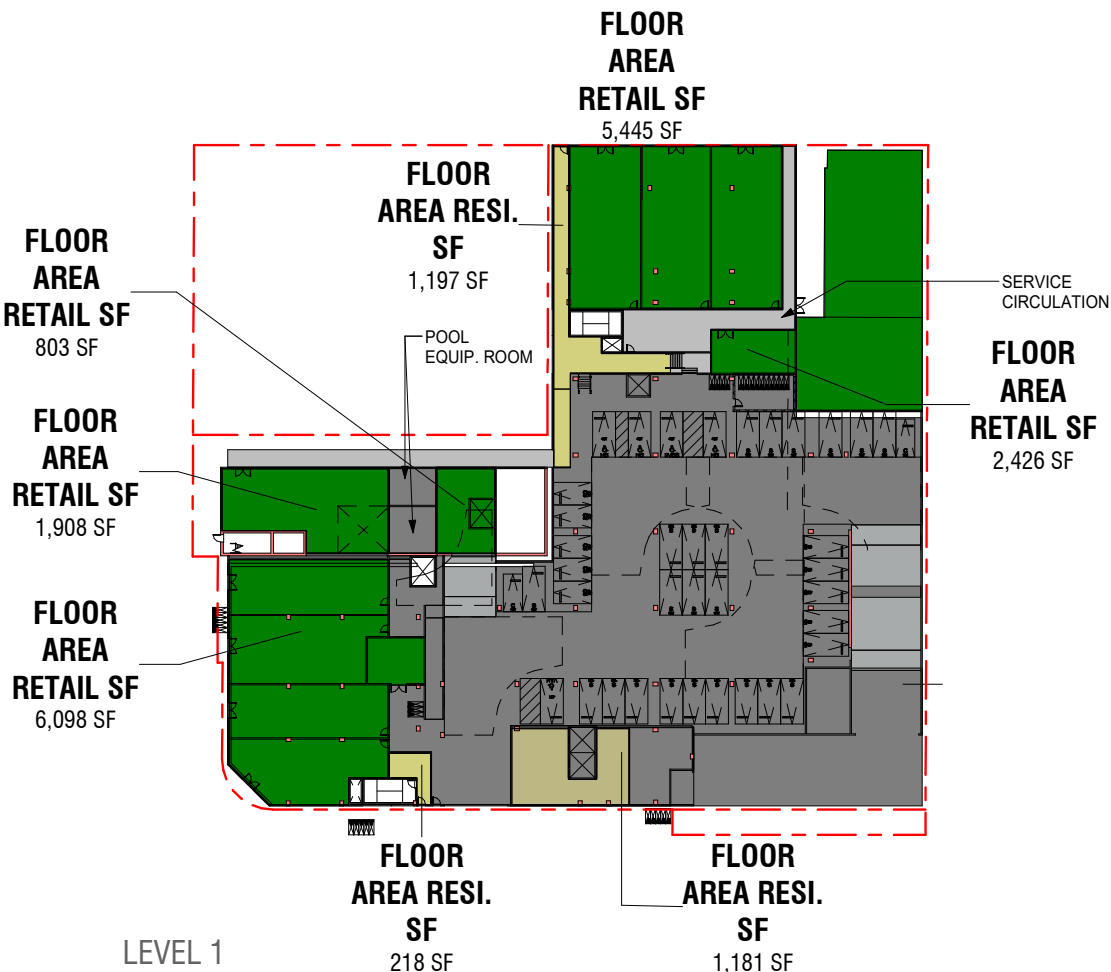 FLOOR
AREA
RETAIL SF
5,445 SF
FLOOR
AREA RESI.
SF
1,197 SF
FLOOR
AREA
RETAIL SF
803 SF
POOL
EQUIP. ROOM
SERVICE
CIRCULATION
FLOOR
AREA
RETAIL SF
2,426 SF
FLOOR
AREA
RETAIL SF
1,908 SF
FLOOR
AREA
RETAIL SF
6,098 SF
FLOOR
AREA RESI.
SF
218 SF
FLOOR
AREA RESI.
SF
1,181 SF
LEVEL 1